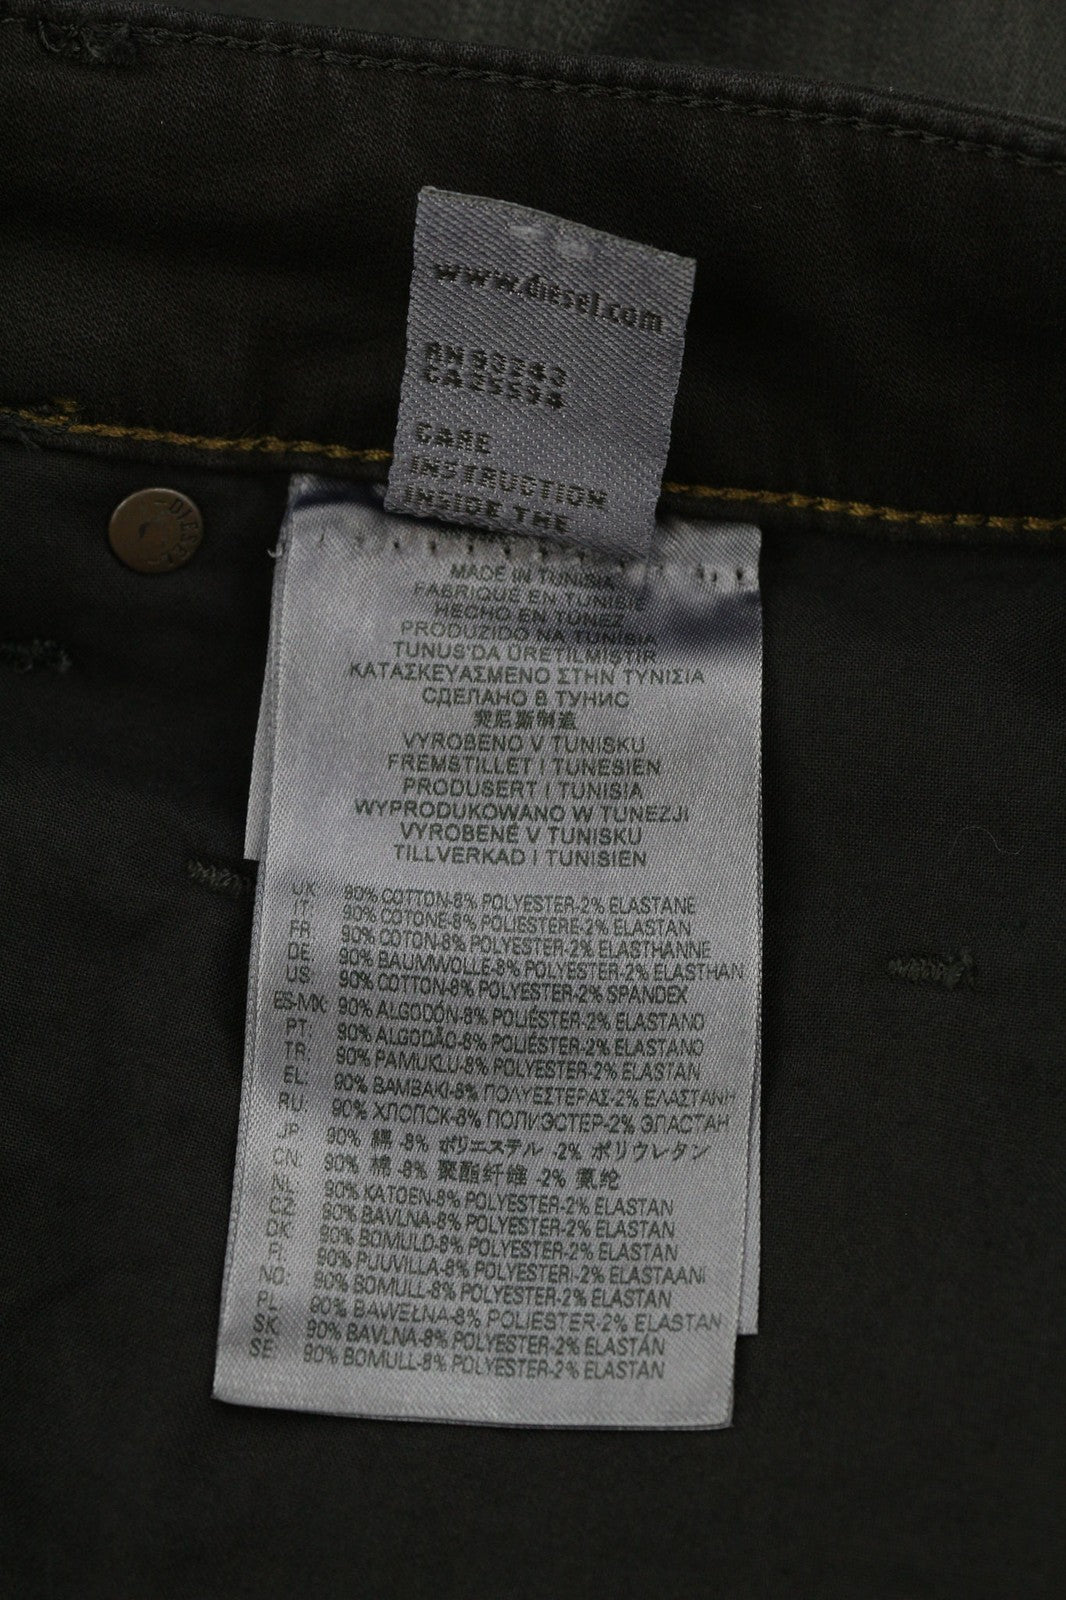 www.diesel.com
RN 93243
CA25594
CARE
INSTRUCTION
INSIDE THE
DIESEL
MADE IN TUNISIA
FABRIQUÉ EN TUNISIE
HECHO EN TÚNEZ
PRODUZIDO NA TUNÍSIA
TUNUS'DA ÜRETILMIŞTIR
ΚΑΤΑΣΚΕΥΑΣΜΕΝΟ ΣΤΗΝ ΤΥΝΙΣΙΑ
СДЕЛАНО В ТУНИС
突尼斯制造
VYROBENO V TUNISKU
FREMSTILLET I TUNESIEN
PRODUSERT I TUNISIA
WYPRODUKOWANO W TUNEZJI
VYROBENÉ V TUNISKU
TILLVERKAD I TUNISIEN
UK: 90% COTTON-8% POLYESTER-2% ELASTANE
IT: 90% COTONE-8% POLIESTERE-2% ELASTAN
FR: 90% COTON-8% POLYESTER-2% ELASTHANNE
DE: 90% BAUMWOLLE-8% POLYESTER-2% ELASTHAN
US: 90% COTTON-8% POLYESTER-2% SPANDEX
ES-MX: 90% ALGODÓN-8% POLIÉSTER-2% ELASTANO
PT: 90% ALGODÃO-8% POLIÉSTER-2% ELASTANO
TR: 90% PAMUKLU-8% POLYESTER-2% ELASTAN
EL: 90% ΒΑΜΒΑΚΙ-8% ΠΟΛΥΕΣΤΕΡΑΣ-2% ΕΛΑΣΤΑΝΗ
RU: 90% ХЛОПОК-8% ПОЛИЭСТЕР-2% ЭЛАСТАН
JP: 90% 綿 -8% ポリエステル -2% ポリウレタン
CN: 90% 棉 -8% 聚酯纤维 -2% 氨纶
NL: 90% KATOEN-8% POLYESTER-2% ELASTAN
CZ: 90% BAVLNA-8% POLYESTER-2% ELASTAN
DK: 90% BOMULD-8% POLYESTER-2% ELASTAN
FI: 90% PUUVILLA-8% POLYESTERI-2% ELASTAANI
NO: 90% BOMULL-8% POLYESTER-2% ELASTAN
PL: 90% BAWEŁNA-8% POLIESTER-2% ELASTAN
SK: 90% BAVLNA-8% POLYESTER-2% ELASTÁN
SE: 90% BOMULL-8% POLYESTER-2% ELASTAN